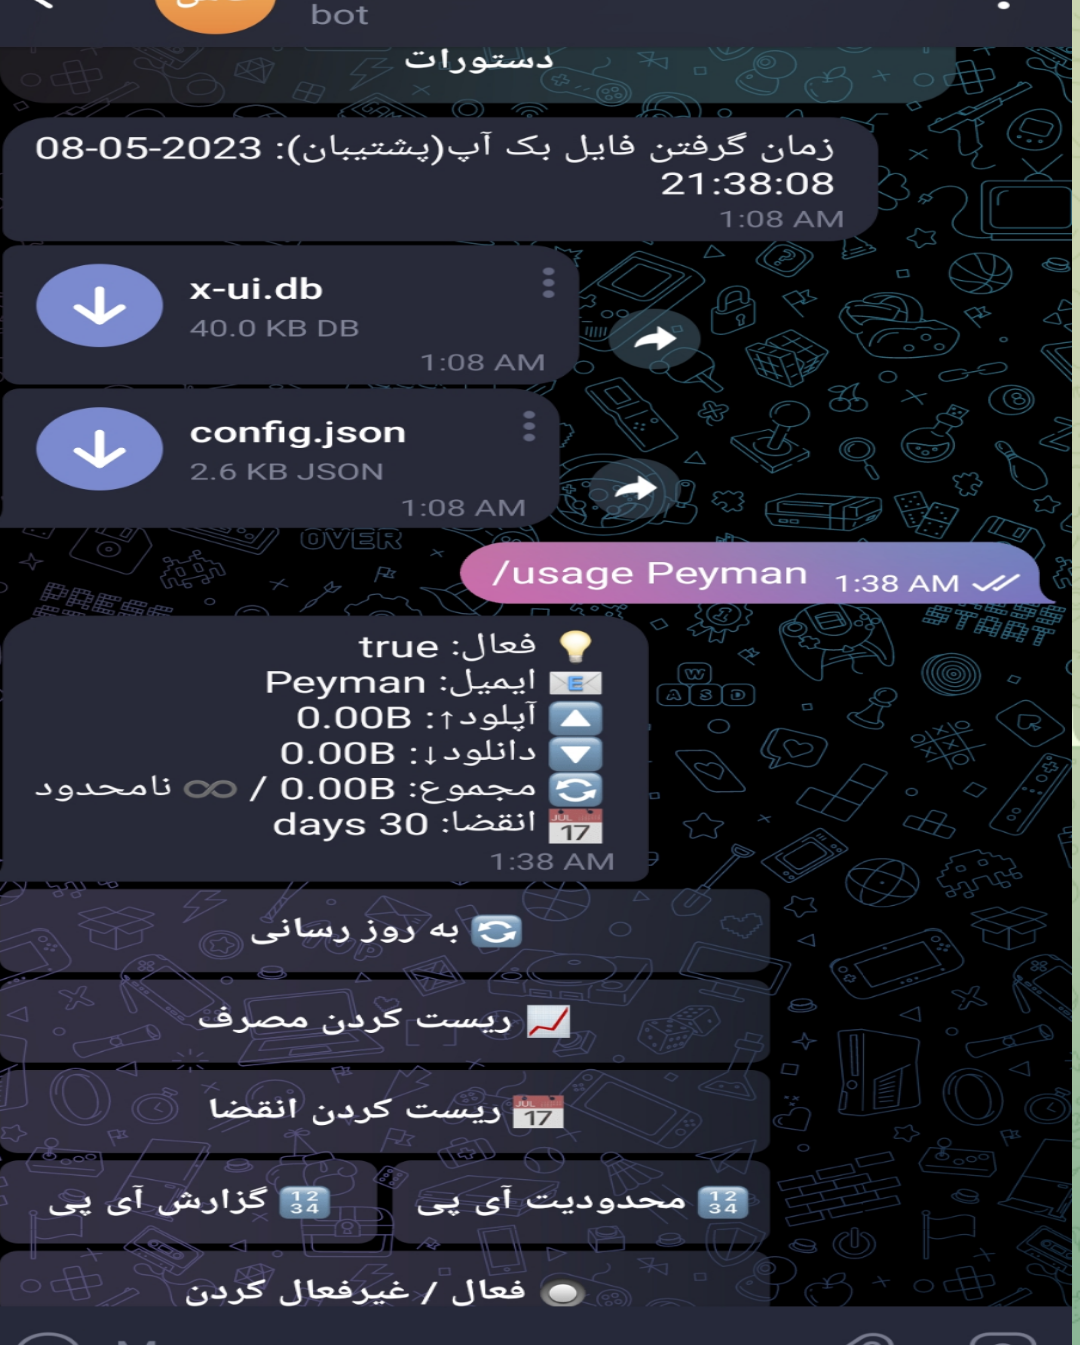 bot
دستورات
زمان گرفتن فایل بک آپ(پشتیبان): 2023-05-08
21:38:08
1:08 AM
x-ui.db
40.0 KB DB
1:08 AM
config.json
2.6 KB JSON
1:08 AM
/usage Peyman 1:38 AM
💡 فعال: true
📧 ایمیل: Peyman
🔼 آپلود↑: 0.00B
🔽 دانلود↓: 0.00B
🔄 مجموع: 0.00B / ♾ نامحدود
📅 انقضا: 30 days
1:38 AM
🔄 به روز رسانی
📈 ریست کردن مصرف
📅 ریست کردن انقضا
🔢 گزارش آی پی
🔢 محدودیت آی پی
🔘 فعال / غیرفعال کردن